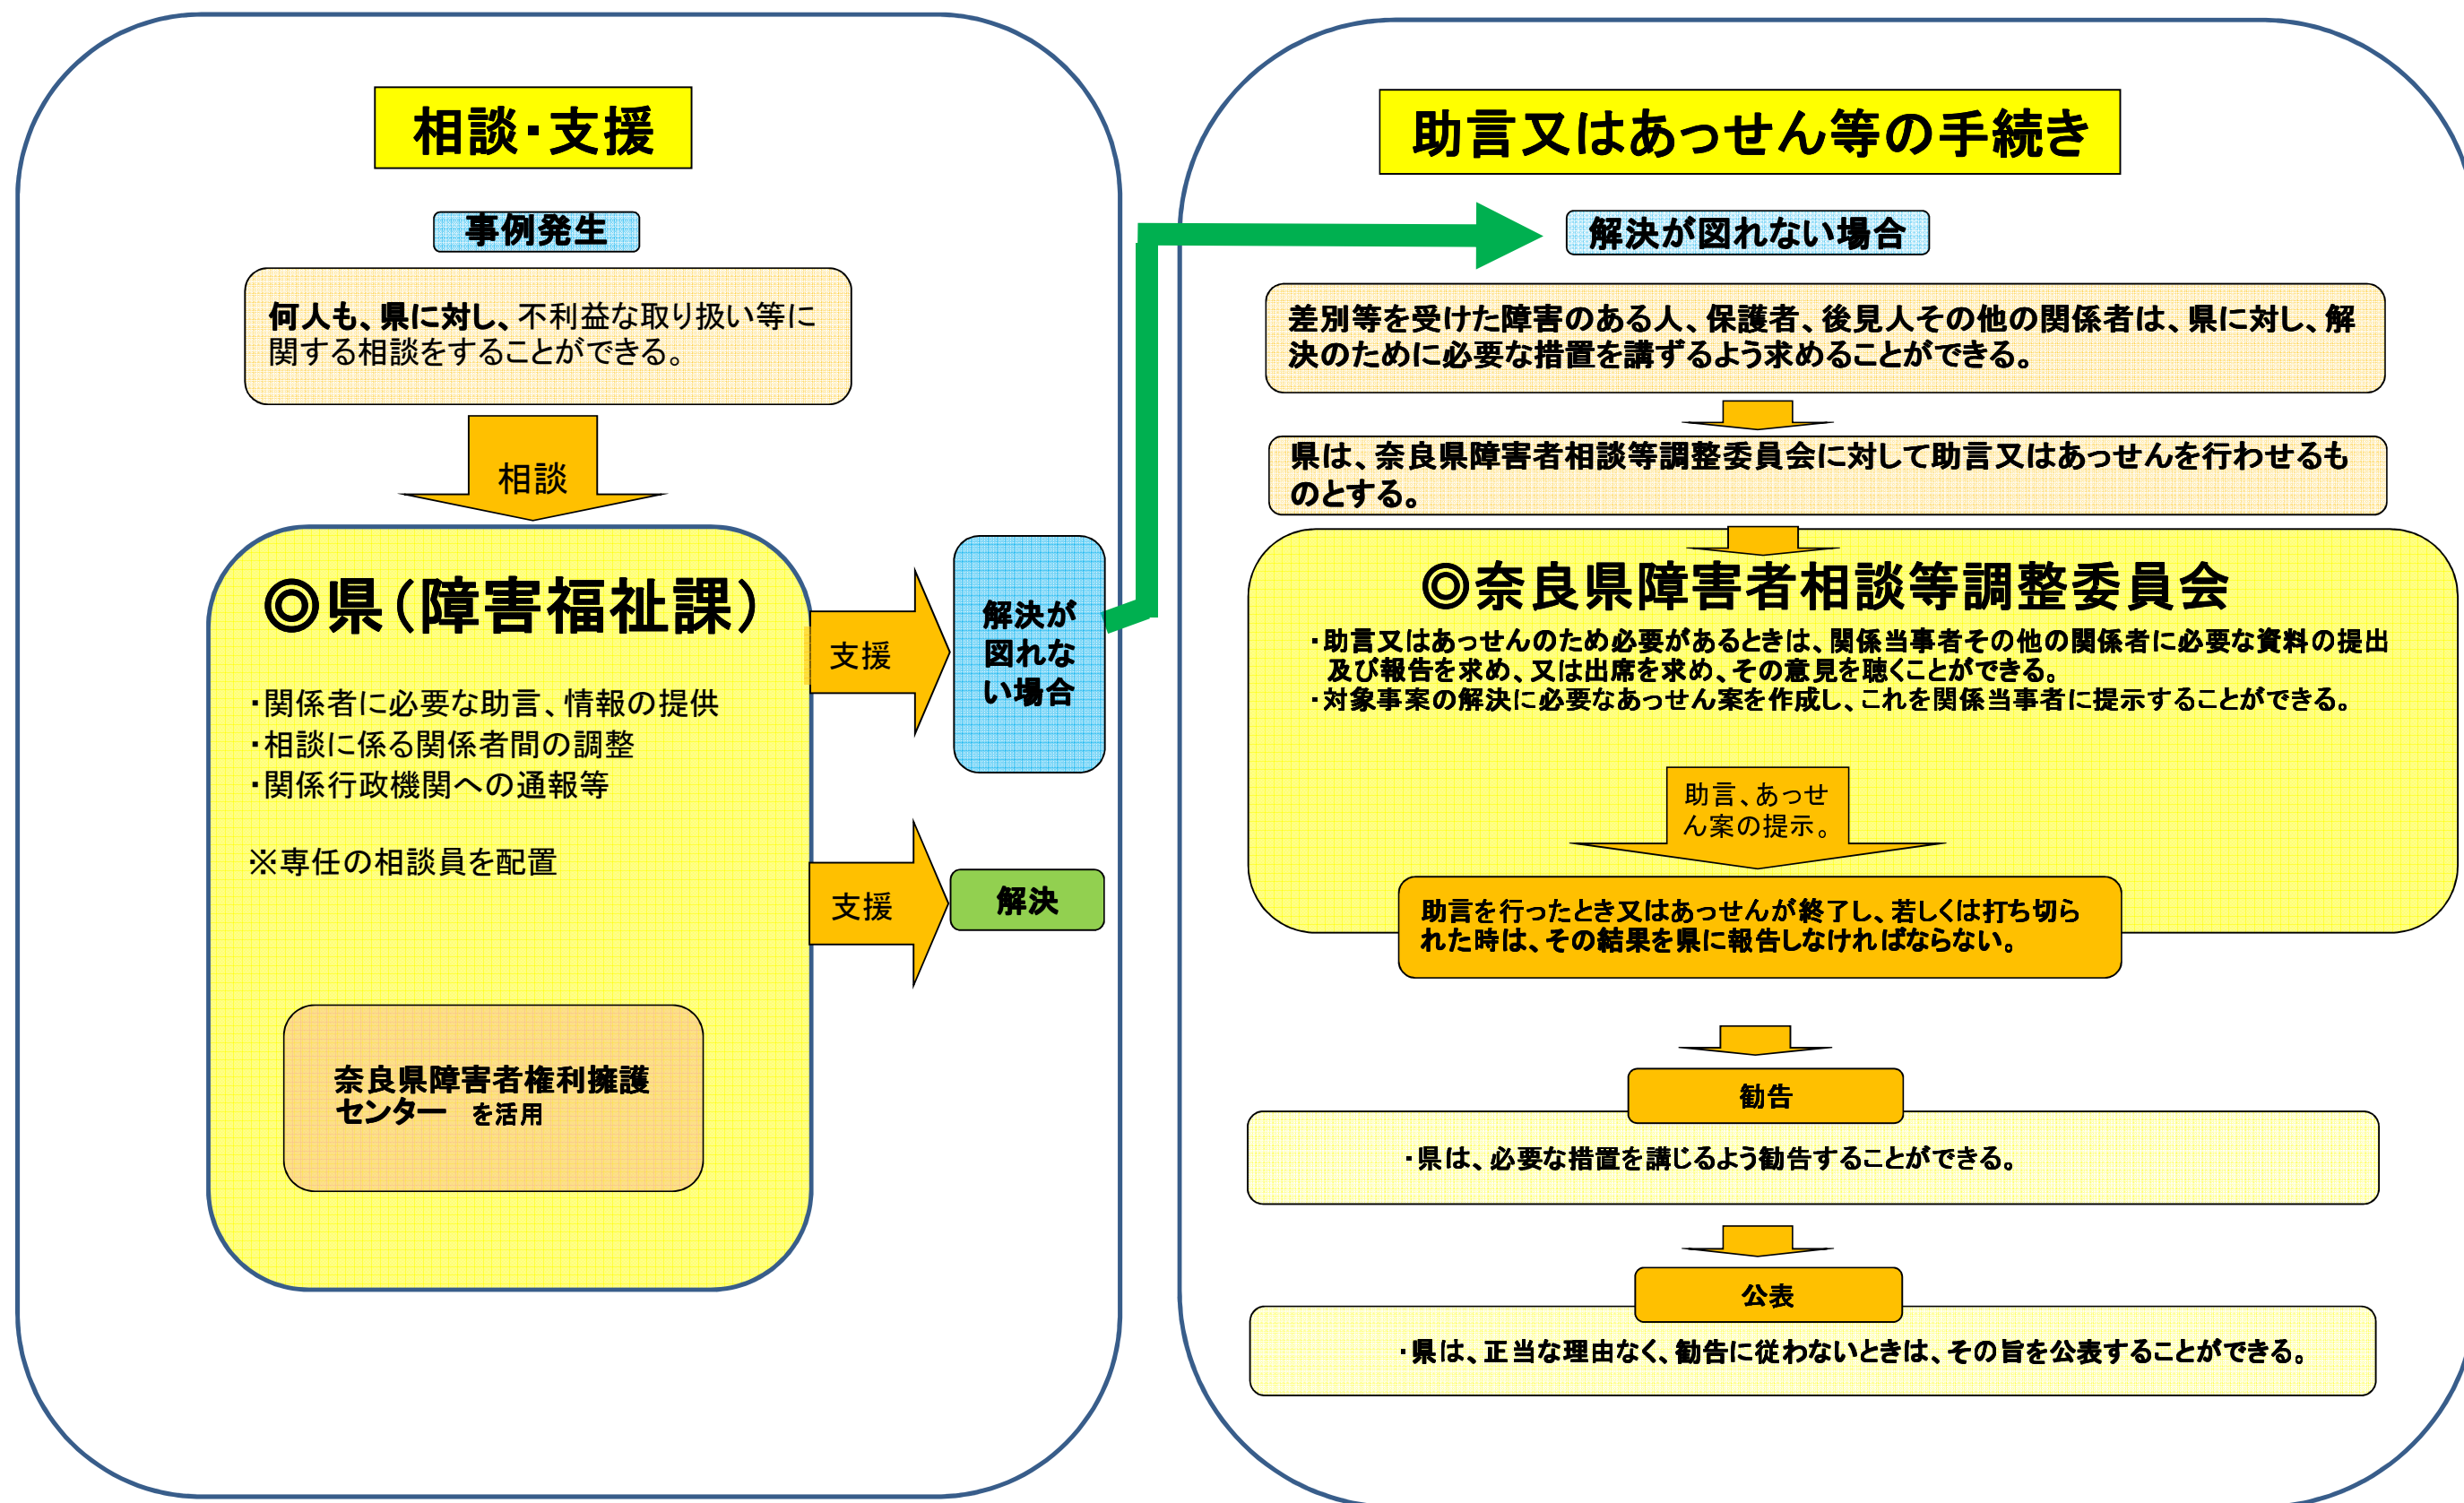 相談・支援
事例発生
何人も、県に対し、不利益な取り扱い等に
関する相談をすることができる。
相談
◎県（障害福祉課）
・関係者に必要な助言、情報の提供
・相談に係る関係者間の調整
・関係行政機関への通報等
※専任の相談員を配置
奈良県障害者権利擁護
センター　を活用
支援
解決が
図れな
い場合
支援
解決
助言又はあっせん等の手続き
解決が図れない場合
差別等を受けた障害のある人、保護者、後見人その他の関係者は、県に対し、解
決のために必要な措置を講ずるよう求めることができる。
県は、奈良県障害者相談等調整委員会に対して助言又はあっせんを行わせるも
のとする。
◎奈良県障害者相談等調整委員会
・助言又はあっせんのため必要があるときは、関係当事者その他の関係者に必要な資料の提出
及び報告を求め、又は出席を求め、その意見を聴くことができる。
・対象事案の解決に必要なあっせん案を作成し、これを関係当事者に提示することができる。
助言、あっせ
ん案の提示。
助言を行ったとき又はあっせんが終了し、若しくは打ち切ら
れた時は、その結果を県に報告しなければならない。
勧告
・県は、必要な措置を講じるよう勧告することができる。
公表
・県は、正当な理由なく、勧告に従わないときは、その旨を公表することができる。